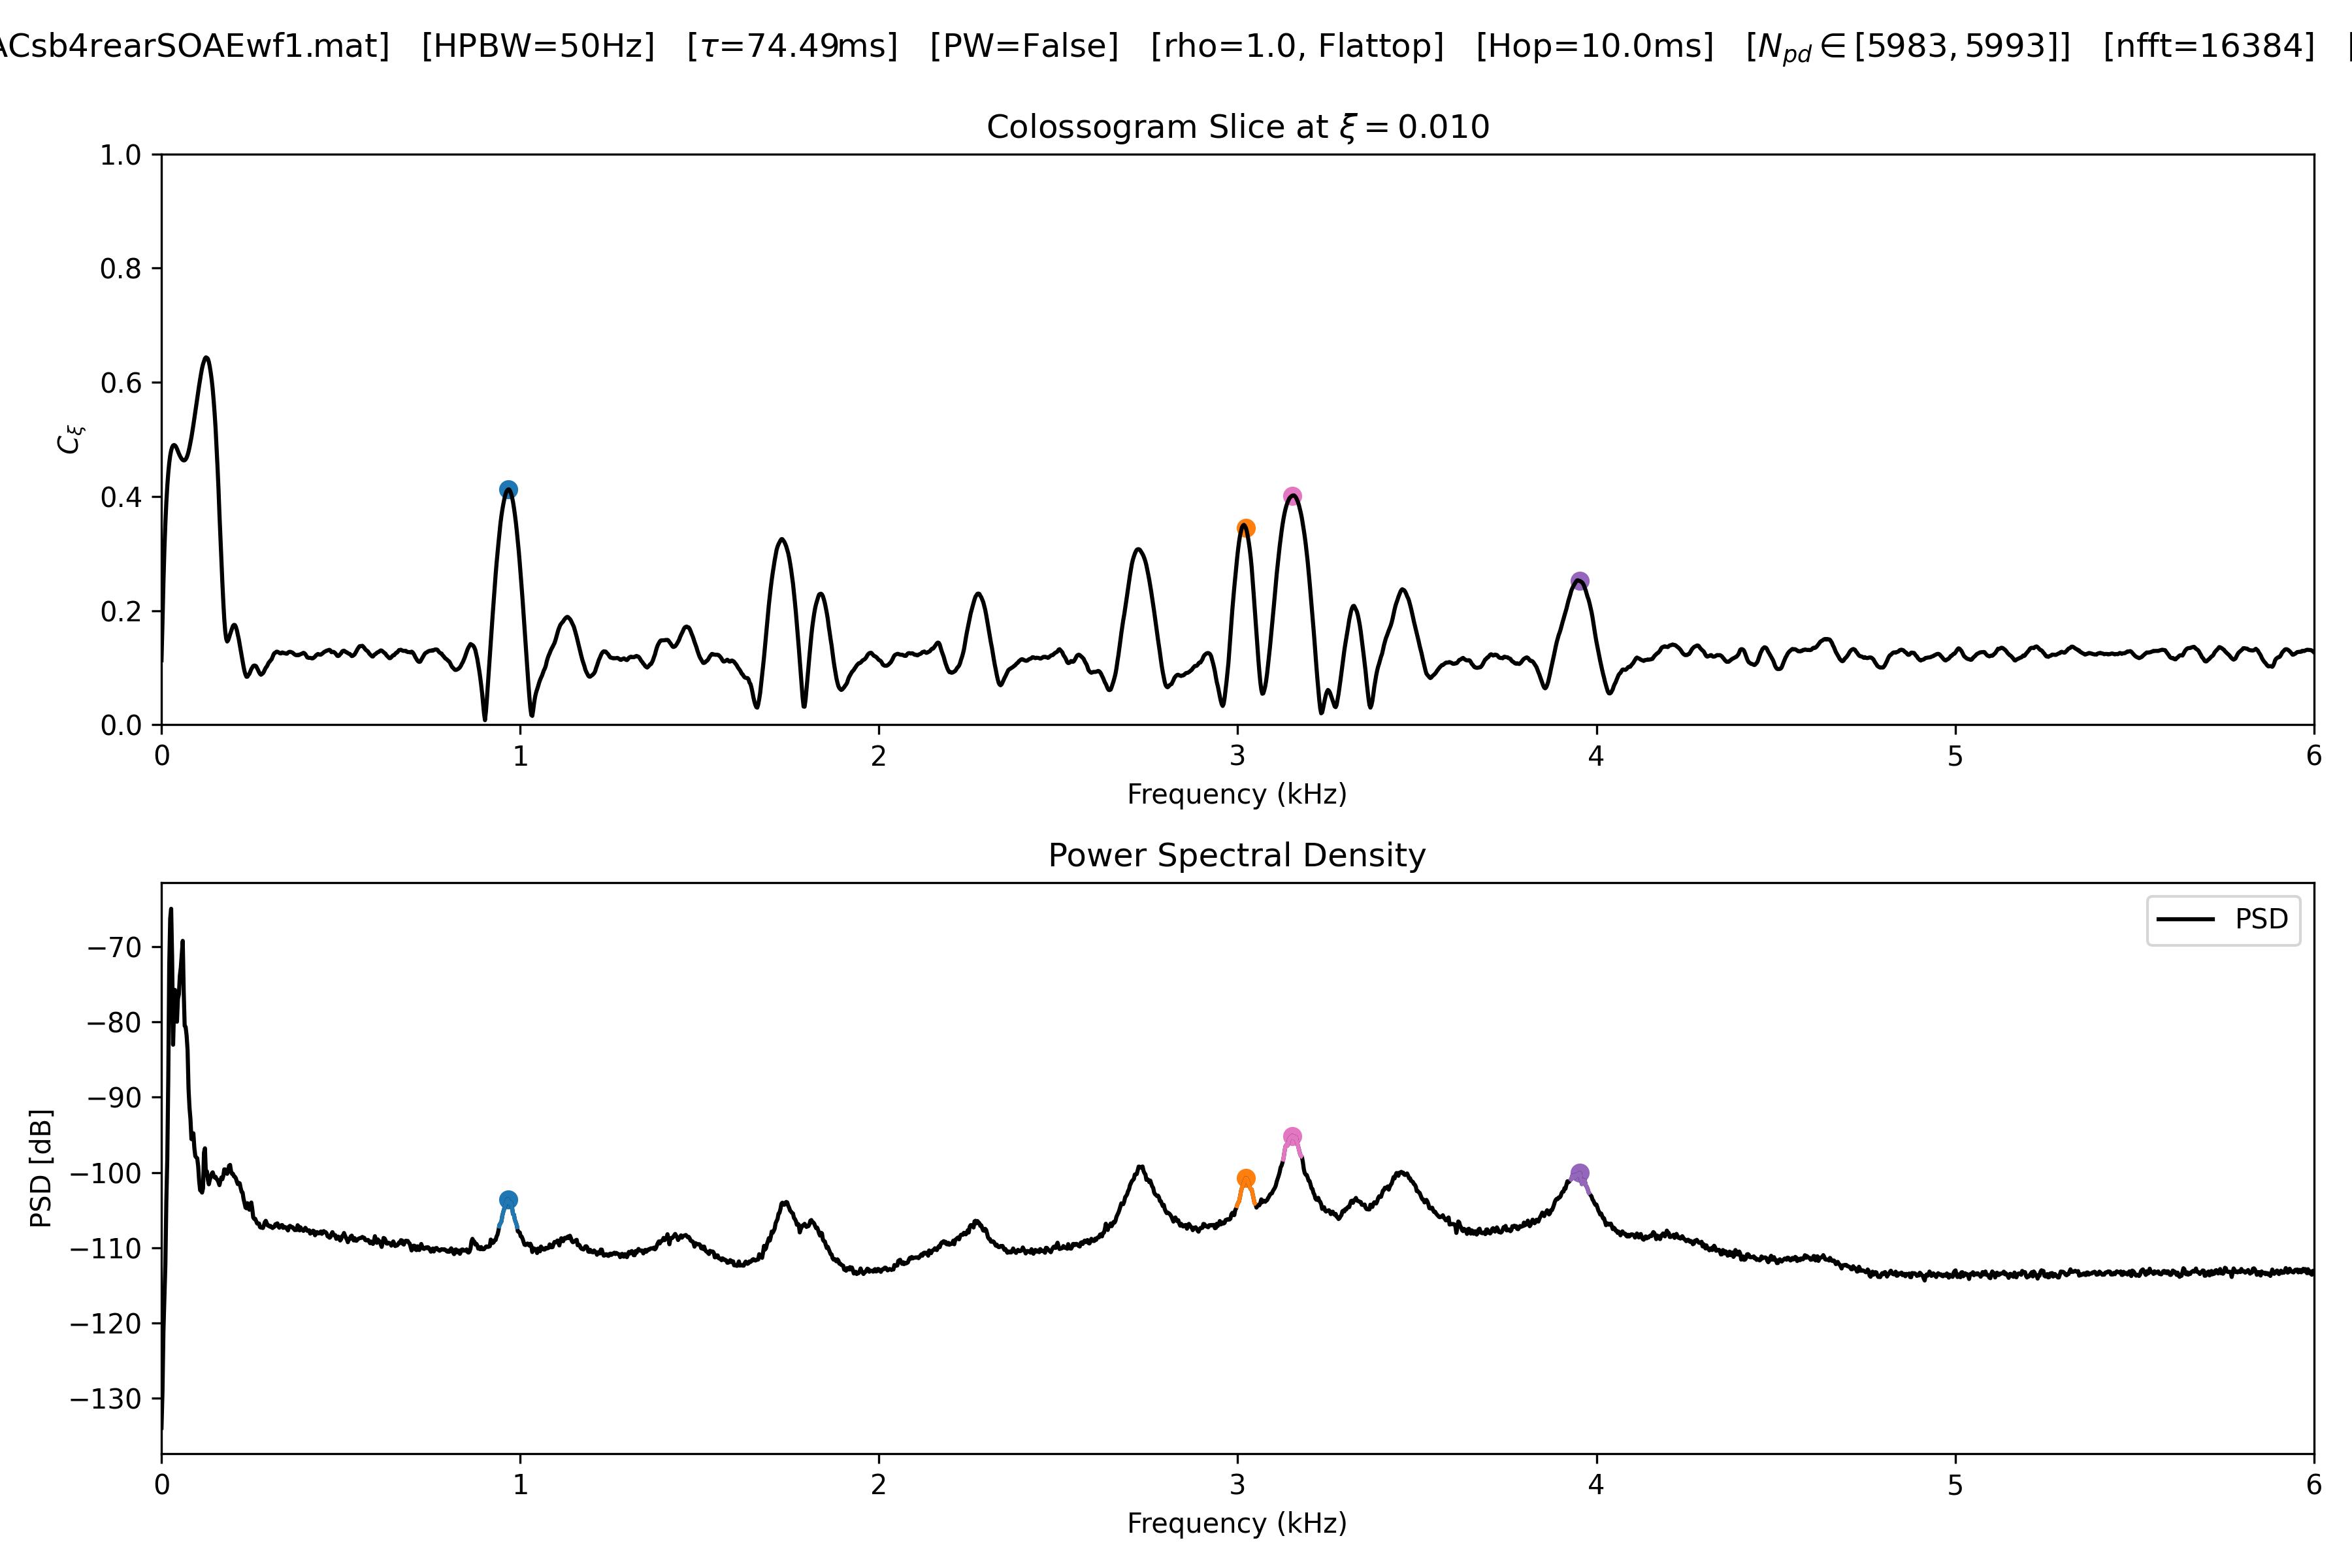 ACsb4rearSOAEwf1.mat] [HPBW=50Hz] [τ=74.49ms] [PW=False] [rho=1.0, Flattop] [Hop=10.0ms] [N_pd ∈ [5983, 5993]] [nfft=16384] [
Colossogram Slice at ξ = 0.010
1.0
0.8
0.6
0.4
0.2
0.0
C_ξ
0 1 2 3 4 5 6
Frequency (kHz)
Power Spectral Density
PSD
−70
−80
−90
−100
−110
−120
−130
PSD [dB]
0 1 2 3 4 5 6
Frequency (kHz)